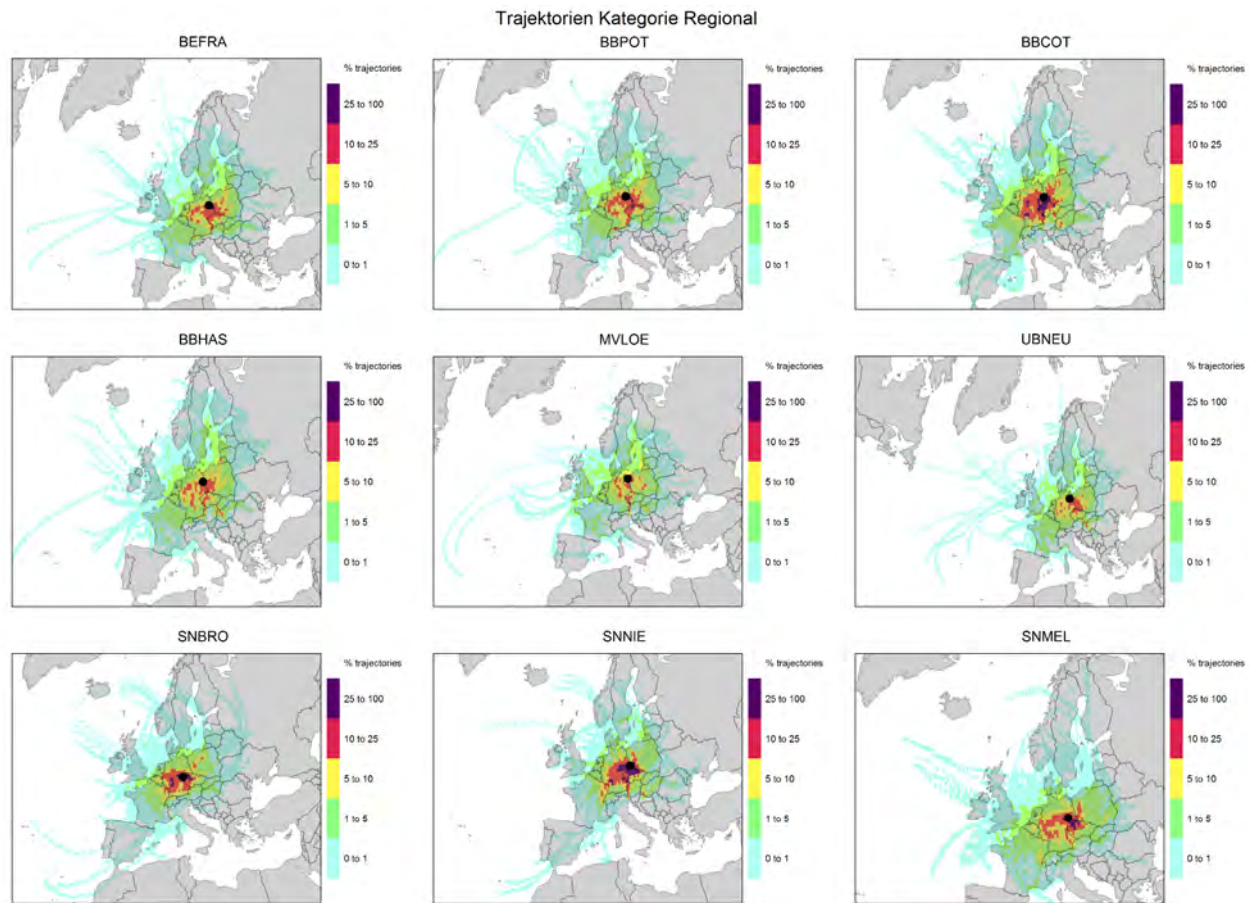 Trajektorien Kategorie Regional
BEFRA
% trajectories
25 to 100
10 to 25
5 to 10
1 to 5
0 to 1
BBPOT
% trajectories
25 to 100
10 to 25
5 to 10
1 to 5
0 to 1
BBCOT
% trajectories
25 to 100
10 to 25
5 to 10
1 to 5
0 to 1
BBHAS
% trajectories
25 to 100
10 to 25
5 to 10
1 to 5
0 to 1
MVLOE
% trajectories
25 to 100
10 to 25
5 to 10
1 to 5
0 to 1
UBNEU
% trajectories
25 to 100
10 to 25
5 to 10
1 to 5
0 to 1
SNBRO
% trajectories
25 to 100
10 to 25
5 to 10
1 to 5
0 to 1
SNNIE
% trajectories
25 to 100
10 to 25
5 to 10
1 to 5
0 to 1
SNMEL
% trajectories
25 to 100
10 to 25
5 to 10
1 to 5
0 to 1